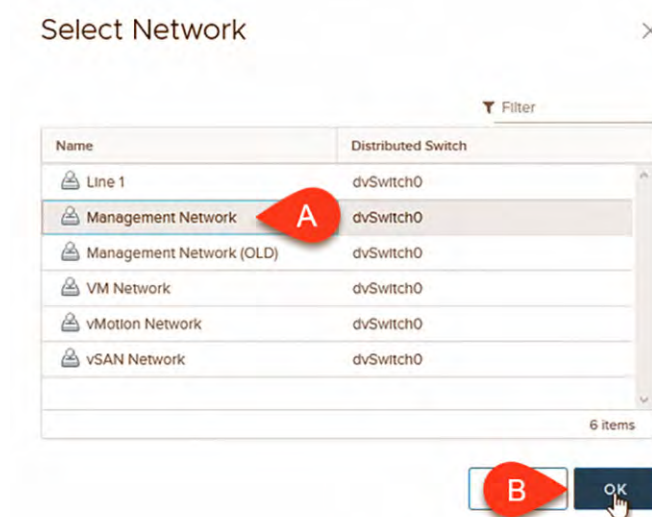 Select Network
Filter
Name Distributed Switch
Line 1 dvSwitch0
Management Network A dvSwitch0
Management Network (OLD) dvSwitch0
VM Network dvSwitch0
vMotion Network dvSwitch0
vSAN Network dvSwitch0
6 items
B OK